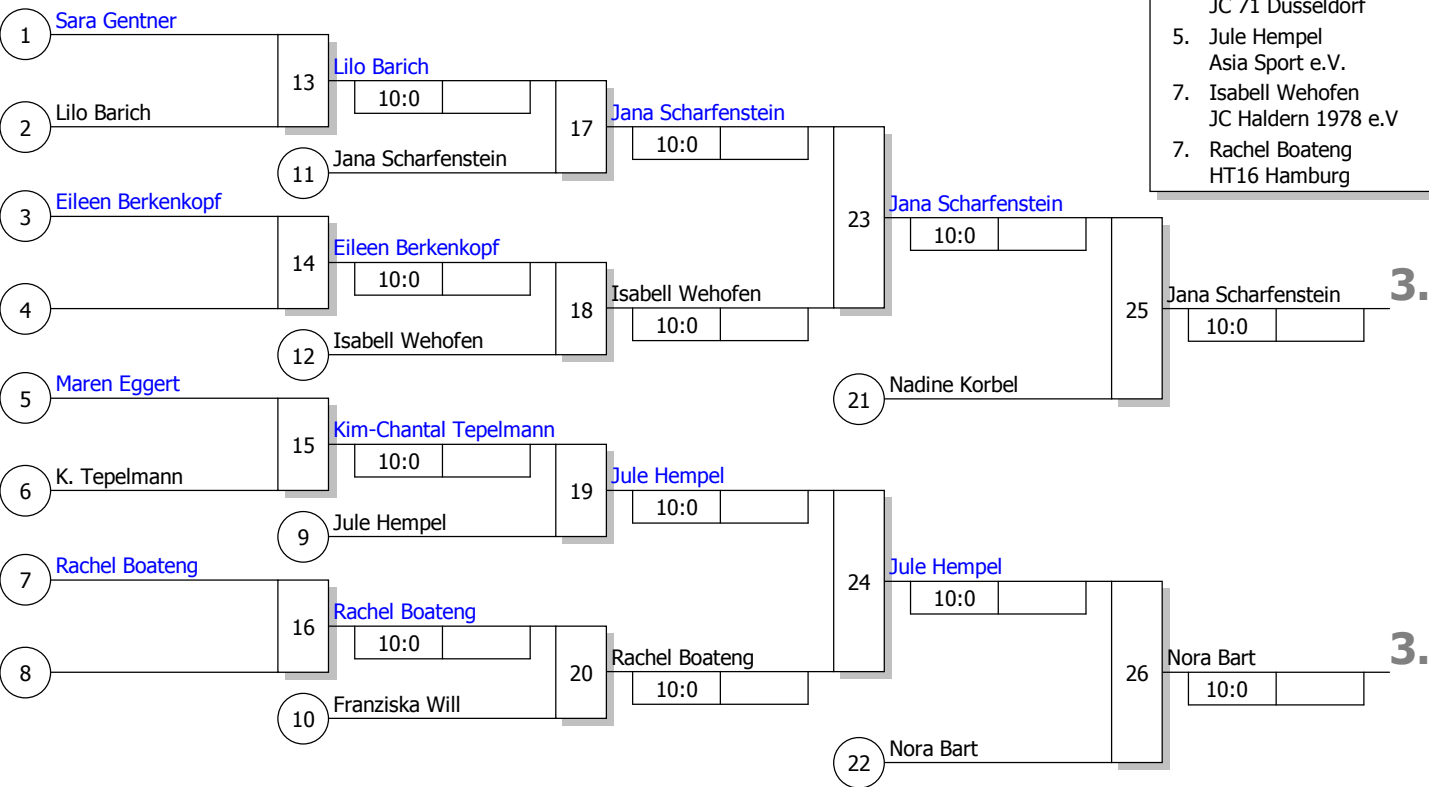 JC 71 Düsseldorf
5. Jule Hempel
Asia Sport e.V.
7. Isabell Wehofen
JC Haldern 1978 e.V
7. Rachel Boateng
HT16 Hamburg
1 Sara Gentner
13 Lilo Barich
10:0
2 Lilo Barich
17 Jana Scharfenstein
10:0
11 Jana Scharfenstein
3 Eileen Berkenkopf
23 Jana Scharfenstein
10:0
14 Eileen Berkenkopf
10:0
4
18 Isabell Wehofen
10:0
12 Isabell Wehofen
25 Jana Scharfenstein 3.
10:0
5 Maren Eggert
21 Nadine Korbel
15 Kim-Chantal Tepelmann
10:0
6 K. Tepelmann
19 Jule Hempel
10:0
9 Jule Hempel
7 Rachel Boateng
24 Jule Hempel
10:0
16 Rachel Boateng
10:0
8
20 Rachel Boateng
10:0
10 Franziska Will
26 Nora Bart 3.
10:0
22 Nora Bart